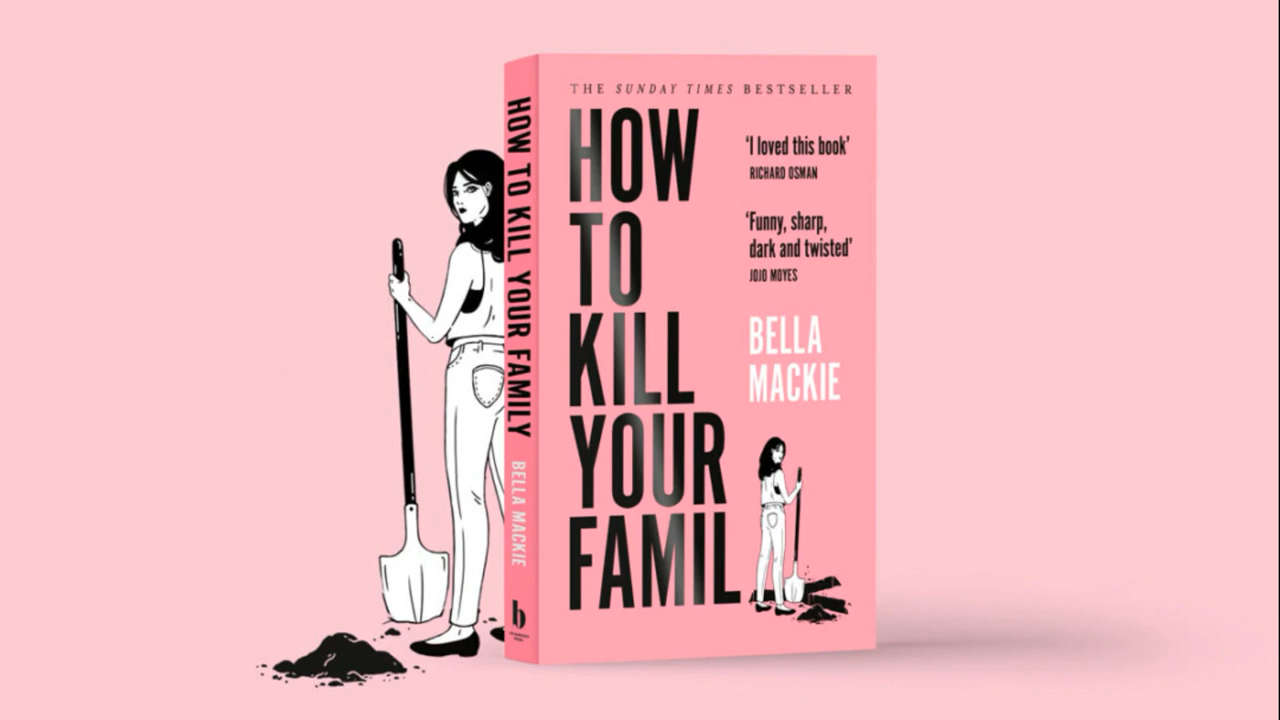 HOW TO KILL YOUR FAMILY
BELLA MACKIE
THE SUNDAY TIMES BESTSELLER
HOW
TO
KILL
YOUR
FAMIL
'I loved this book'
RICHARD OSMAN
'Funny, sharp,
dark and twisted'
JOJO MOYES
BELLA
MACKIE